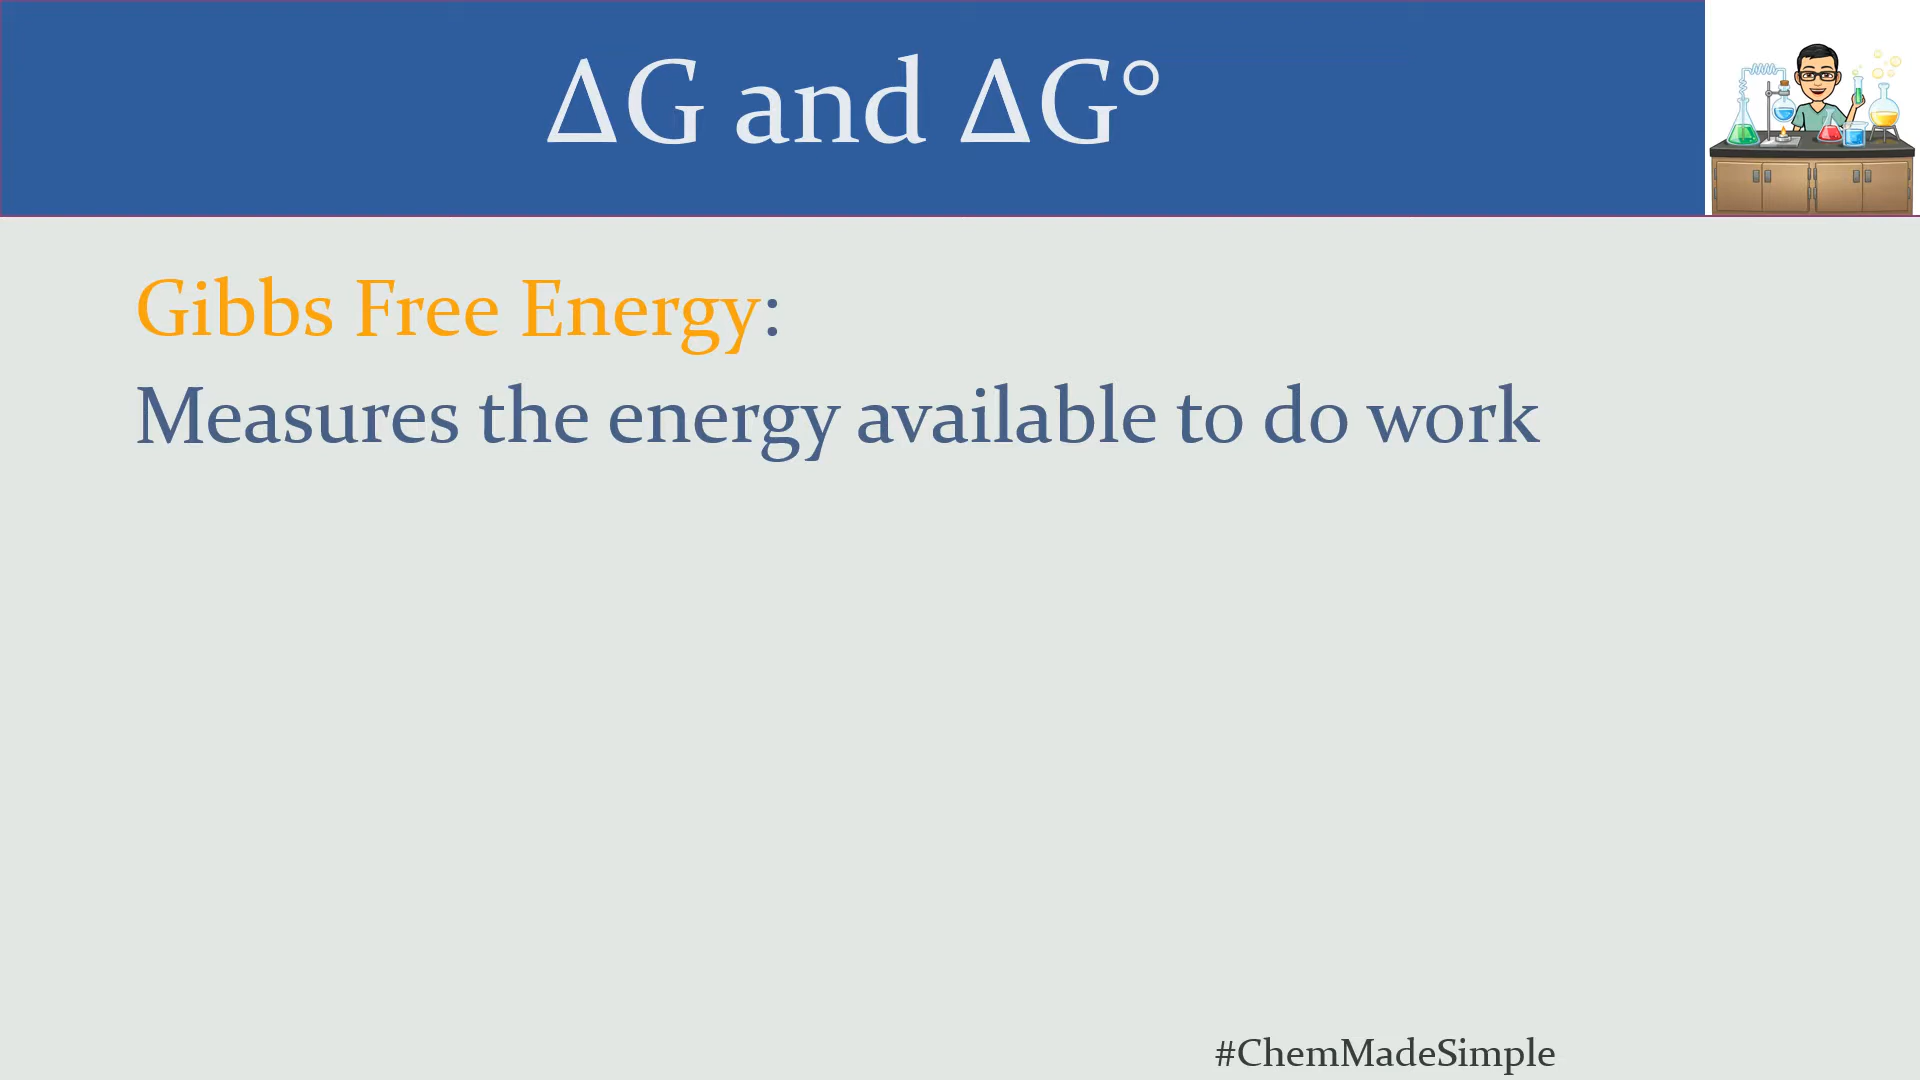 ΔG and ΔG°
Gibbs Free Energy:
Measures the energy available to do work
#ChemMadeSimple